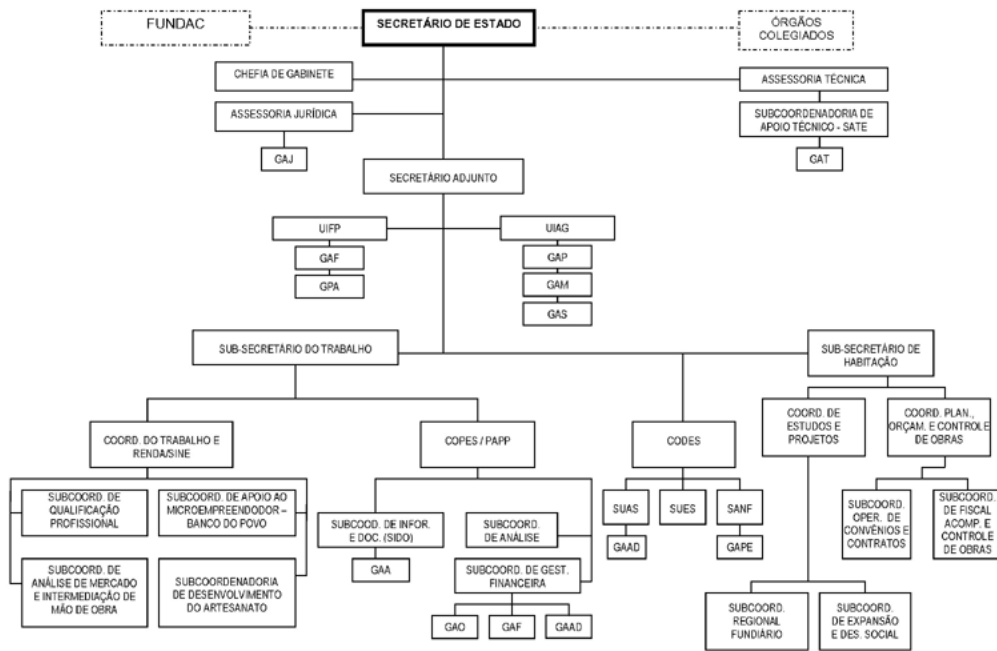 FUNDAC
SECRETÁRIO DE ESTADO
ÓRGÃOS
COLEGIADOS
CHEFIA DE GABINETE
ASSESSORIA TÉCNICA
ASSESSORIA JURÍDICA
SUBCOORDENADORIA DE
APOIO TÉCNICO - SATE
GAJ
GAT
SECRETÁRIO ADJUNTO
UIFP
UIAG
GAF
GAP
GPA
GAM
GAS
SUB-SECRETÁRIO DO TRABALHO
SUB-SECRETÁRIO DE
HABITAÇÃO
COORD. DO TRABALHO E
RENDA/SINE
COPES / PAPP
CODES
COORD. DE
ESTUDOS E
PROJETOS
COORD. PLAN.,
ORÇAM. E CONTROLE
DE OBRAS
SUBCOORD. DE
QUALIFICAÇÃO
PROFISSIONAL
SUBCOORD. DE APOIO AO
MICROEMPREENDODOR –
BANCO DO POVO
SUBCOOD. DE INFOR.
E DOC. (SIDO)
SUBCOORD.
DE ANÁLISE
SUAS
SUES
SANF
SUBCOORD.
OPER. DE
CONVÊNIOS E
CONTRATOS
SUBCOORD.
DE FISCAL
ACOMP. E
CONTROLE
DE OBRAS
GAAD
GAPE
SUBCOORD. DE
ANÁLISE DE MERCADO
E INTERMEDIAÇÃO DE
MÃO DE OBRA
SUBCOORDENADORIA
DE DESENVOLVIMENTO
DO ARTESANATO
GAA
SUBCOORD. DE GEST.
FINANCEIRA
GAO
GAF
GAAD
SUBCOORD.
REGIONAL
FUNDIÁRIO
SUBCOORD.
DE EXPANSÃO
E DES. SOCIAL